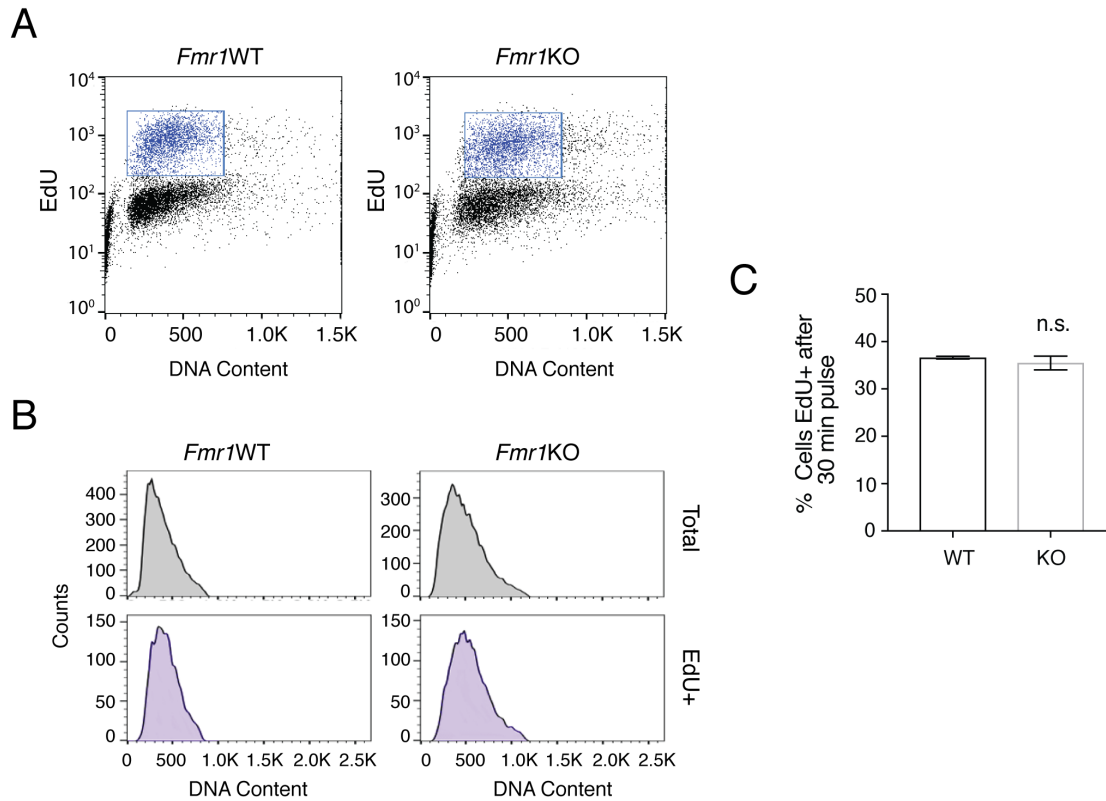 A
Fmr1WT
Fmr1KO
10⁴
10³
10²
10¹
10⁰
EdU
0 500 1.0K 1.5K
DNA Content
10⁴
10³
10²
10¹
10⁰
EdU
0 500 1.0K 1.5K
DNA Content
B
Fmr1WT
Fmr1KO
Counts
400
300
200
100
0
300
200
100
0
Total
150
100
50
0
150
100
50
0
EdU+
0 500 1.0K 1.5K 2.0K 2.5K
0 500 1.0K 1.5K 2.0K 2.5K
DNA Content
DNA Content
C
% Cells EdU+ after
30 min pulse
50
40
30
20
10
0
n.s.
WT
KO